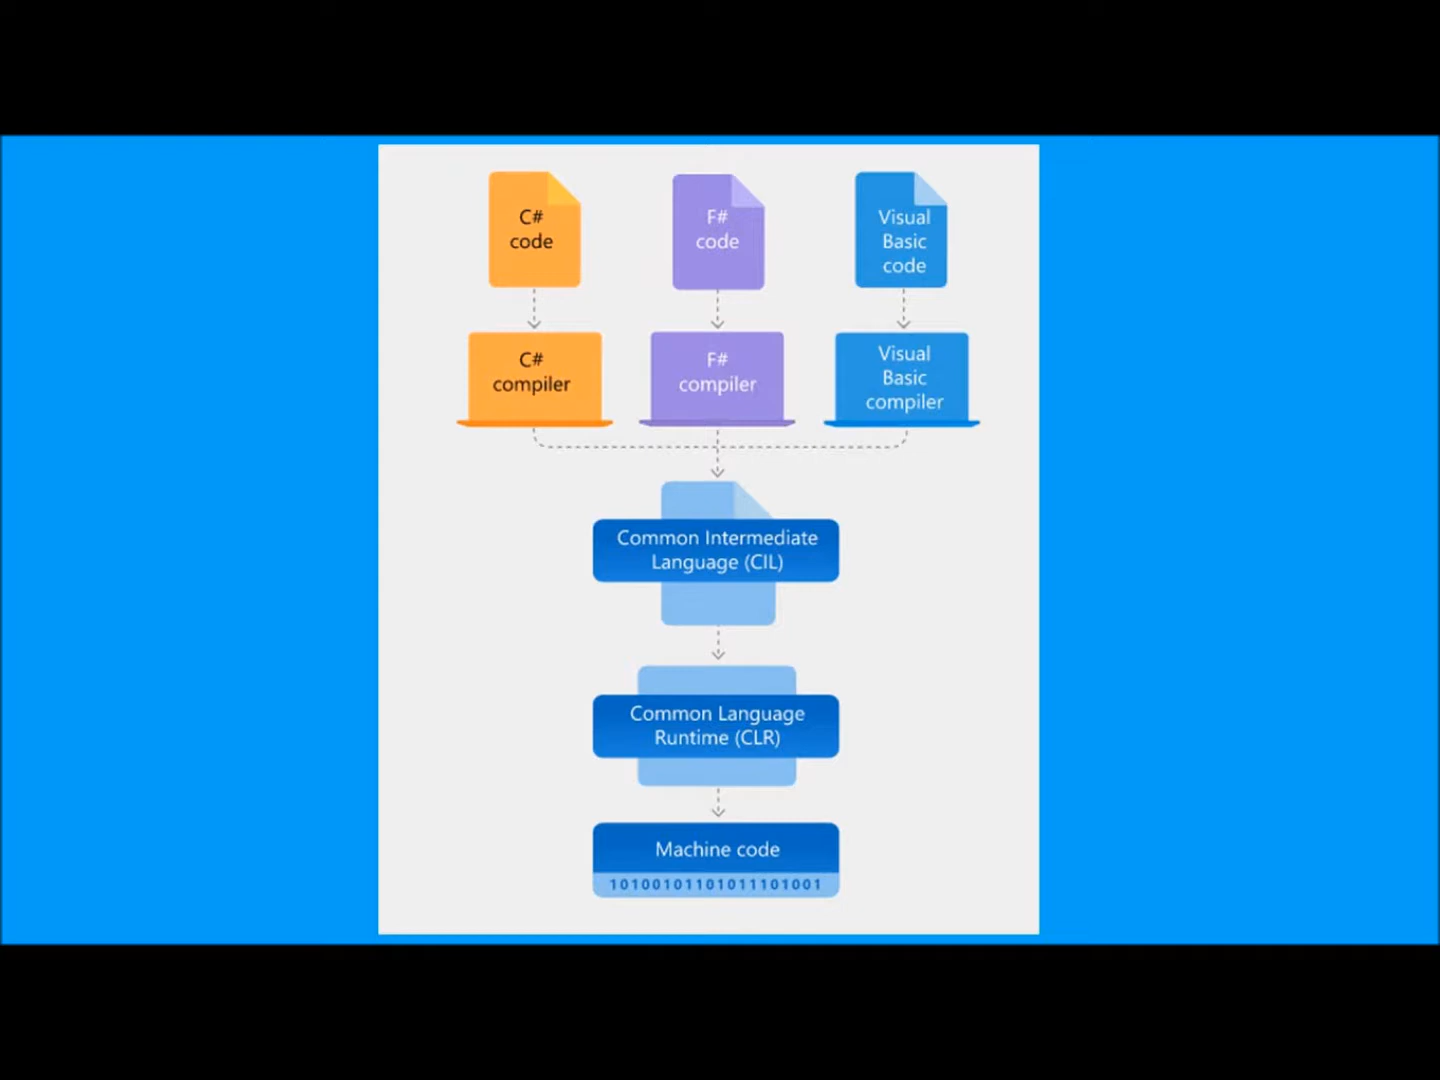 C#
code
F#
code
Visual
Basic
code
C#
compiler
F#
compiler
Visual
Basic
compiler
Common Intermediate
Language (CIL)
Common Language
Runtime (CLR)
Machine code
10100101101011101001